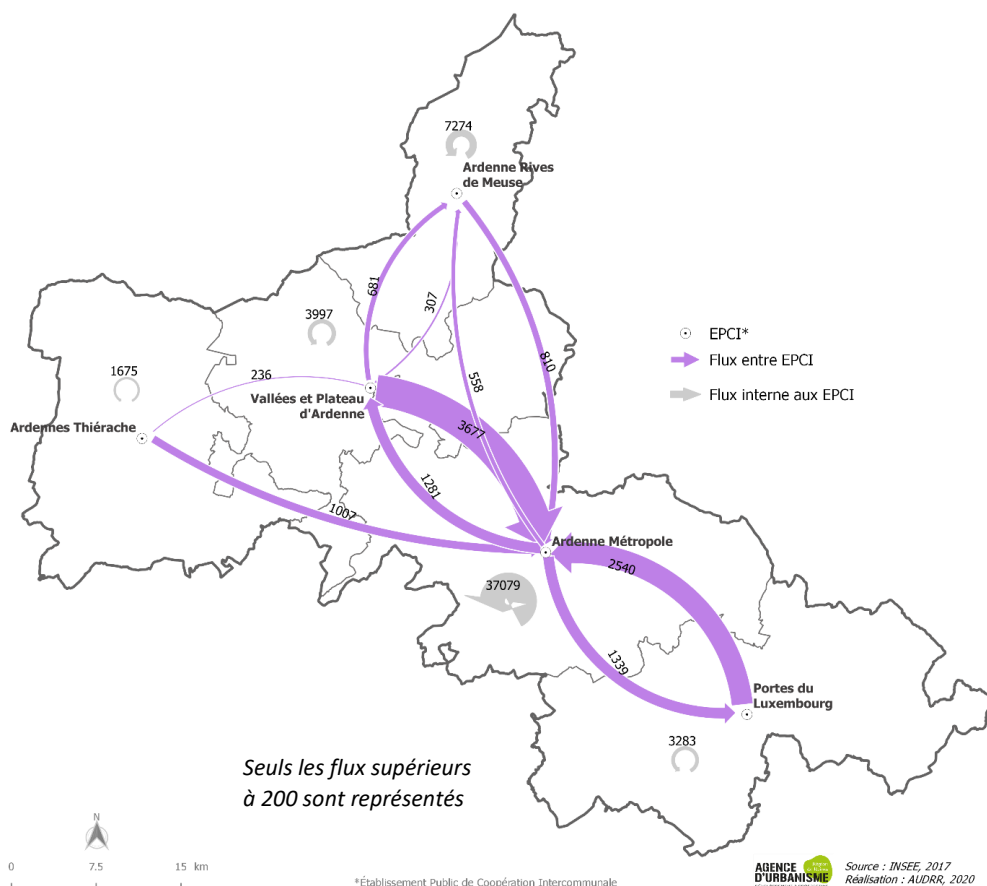 7274
Ardenne Rives
de Meuse
681
307
3997
810
EPCI*
Flux entre EPCI
Flux interne aux EPCI
1675
236
558
Vallées et Plateau
d'Ardenne
Ardennes Thiérache
3677
1281
1007
Ardenne Métropole
2540
37079
1339
Portes du
Luxembourg
3283
Seuls les flux supérieurs
à 200 sont représentés
N
0 7.5 15 km
*Établissement Public de Coopération Intercommunale
AGENCE
D'URBANISME
Source : INSEE, 2017
Réalisation : AUDRR, 2020